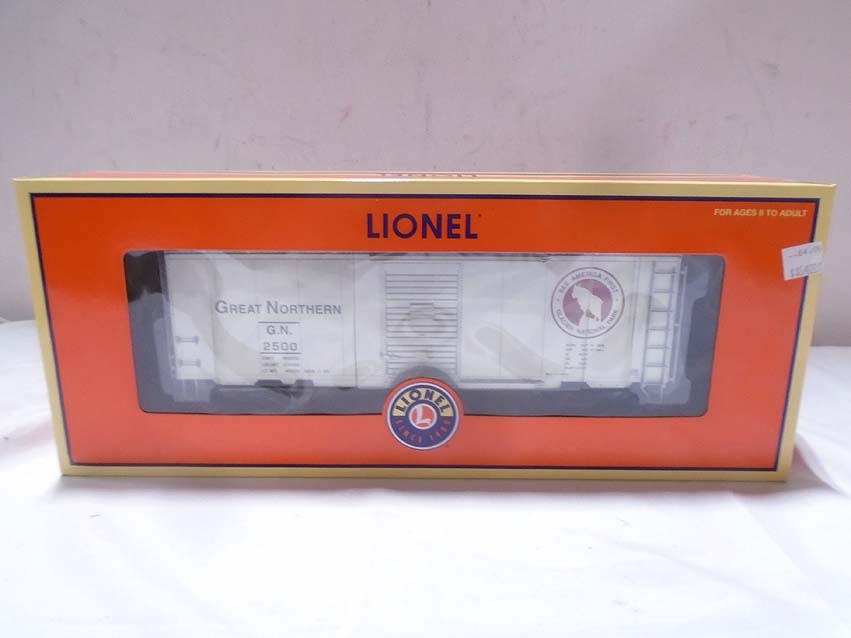 LIONEL
FOR AGES 8 TO ADULT
GREAT NORTHERN
G.N.
2500
SEE AMERICA FIRST
GLACIER NATIONAL PARK
LIONEL
L
SINCE 1900